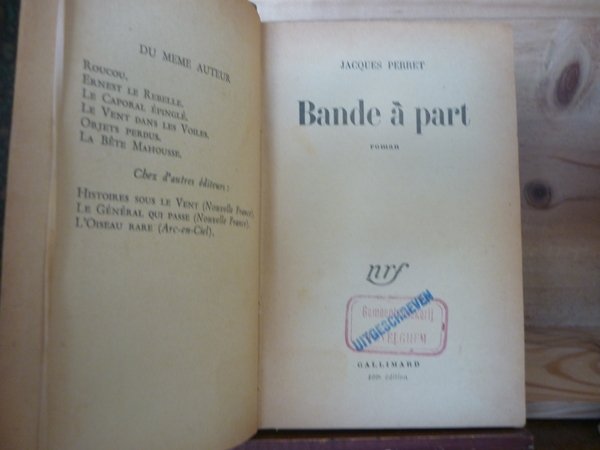 DU MEME AUTEUR
ROUCOU.
ERNEST LE REBELLE.
LE CAPORAL ÉPINGLÉ.
LE VENT DANS LES VOILES.
OBJETS PERDUS.
LA BÊTE MAHOUSSE.
Chez d'autres éditeurs :
HISTOIRES SOUS LE VENT (Nouvelle France).
LE GÉNÉRAL QUI PASSE (Nouvelle France).
L'OISEAU RARE (Arc-en-Ciel).
JACQUES PERRET
Bande à part
roman
nrf
UITGESCHREVEN
GALLIMARD
édition